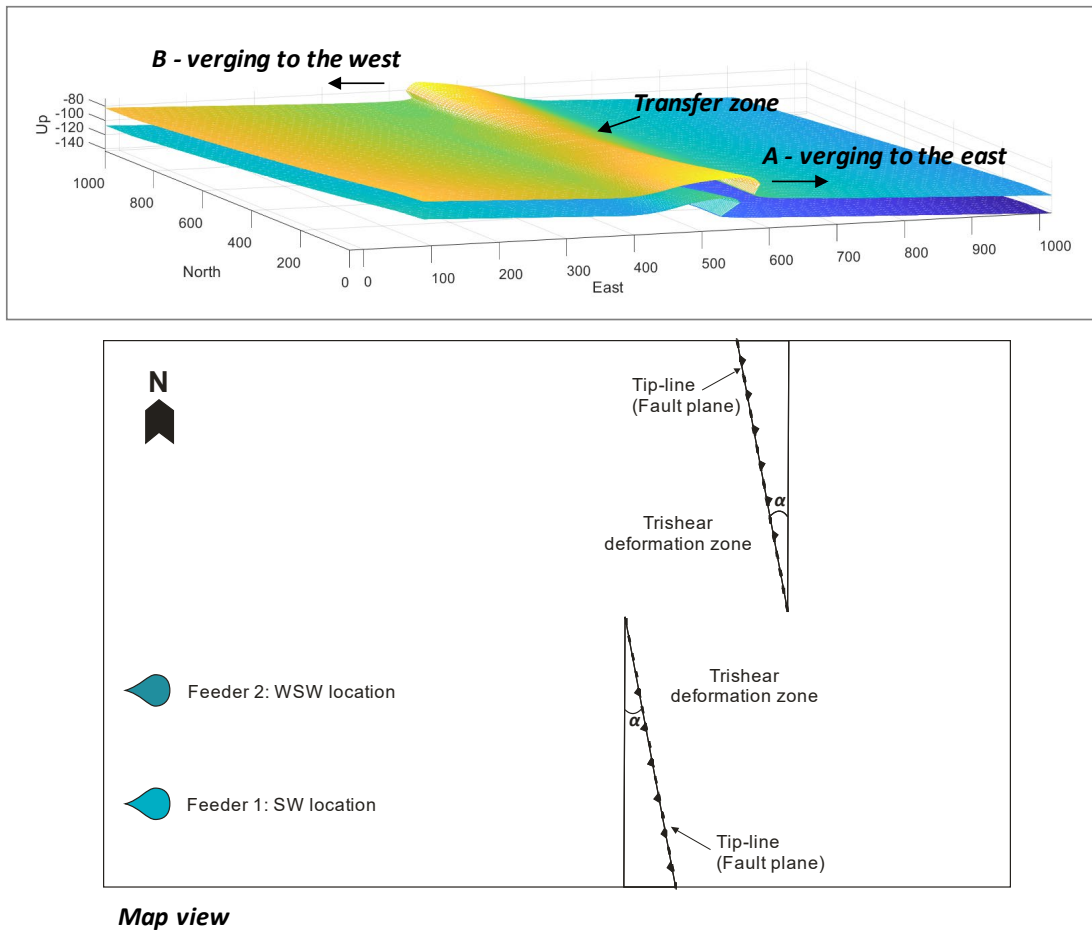 B - verging to the west
Transfer zone
A - verging to the east
Up
-80
-100
-120
-140
1000
800
600
400
200
0
North
0
100
200
300
400
500
600
700
800
900
1000
East
N
Tip-line
(Fault plane)
α
Trishear
deformation zone
Trishear
deformation zone
Feeder 2: WSW location
α
Feeder 1: SW location
Tip-line
(Fault plane)
Map view